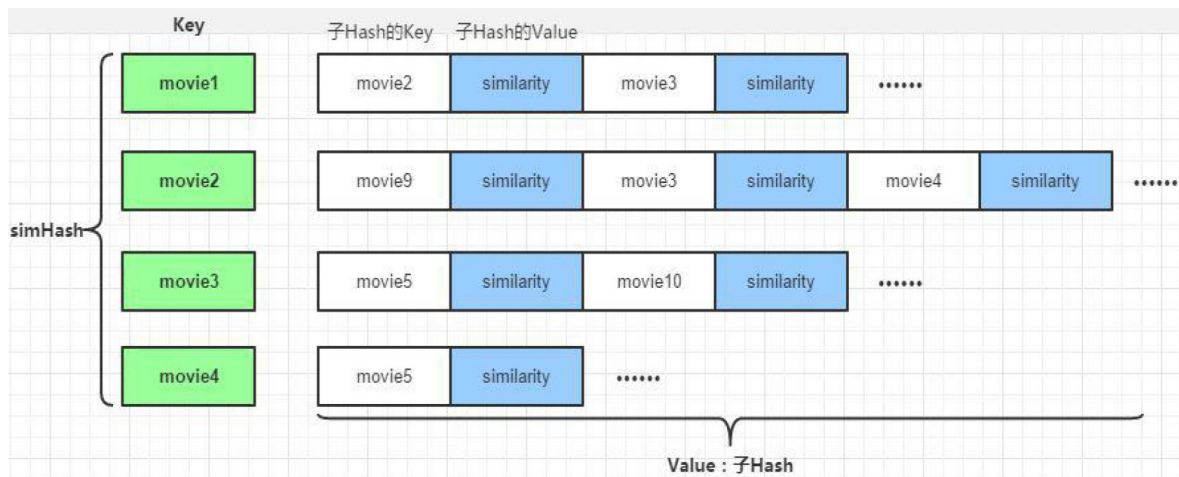 Key 子Hash的Key 子Hash的Value
movie1 movie2 similarity movie3 similarity ······
movie2 movie9 similarity movie3 similarity movie4 similarity ······
simHash
movie3 movie5 similarity movie10 similarity ······
movie4 movie5 similarity ······
Value：子Hash